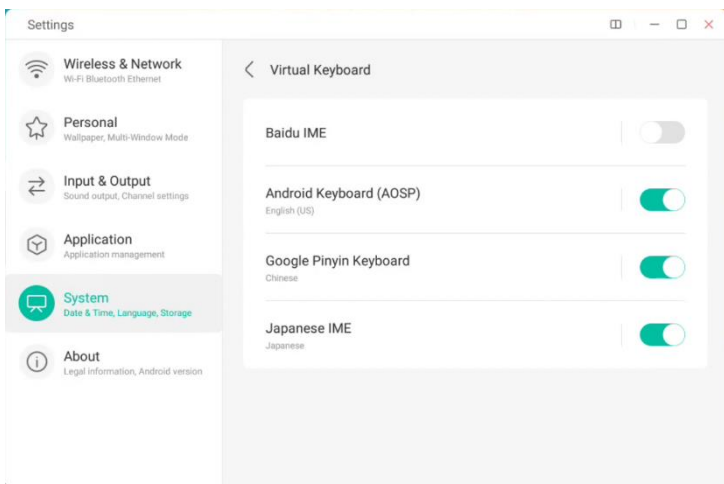 Settings
Wireless & Network
Wi-Fi Bluetooth Ethernet
Personal
Wallpaper, Multi-Window Mode
Input & Output
Sound output, Channel settings
Application
Application management
System
Date & Time, Language, Storage
About
Legal information, Android version
Virtual Keyboard
Baidu IME
Android Keyboard (AOSP)
English (US)
Google Pinyin Keyboard
Chinese
Japanese IME
Japanese